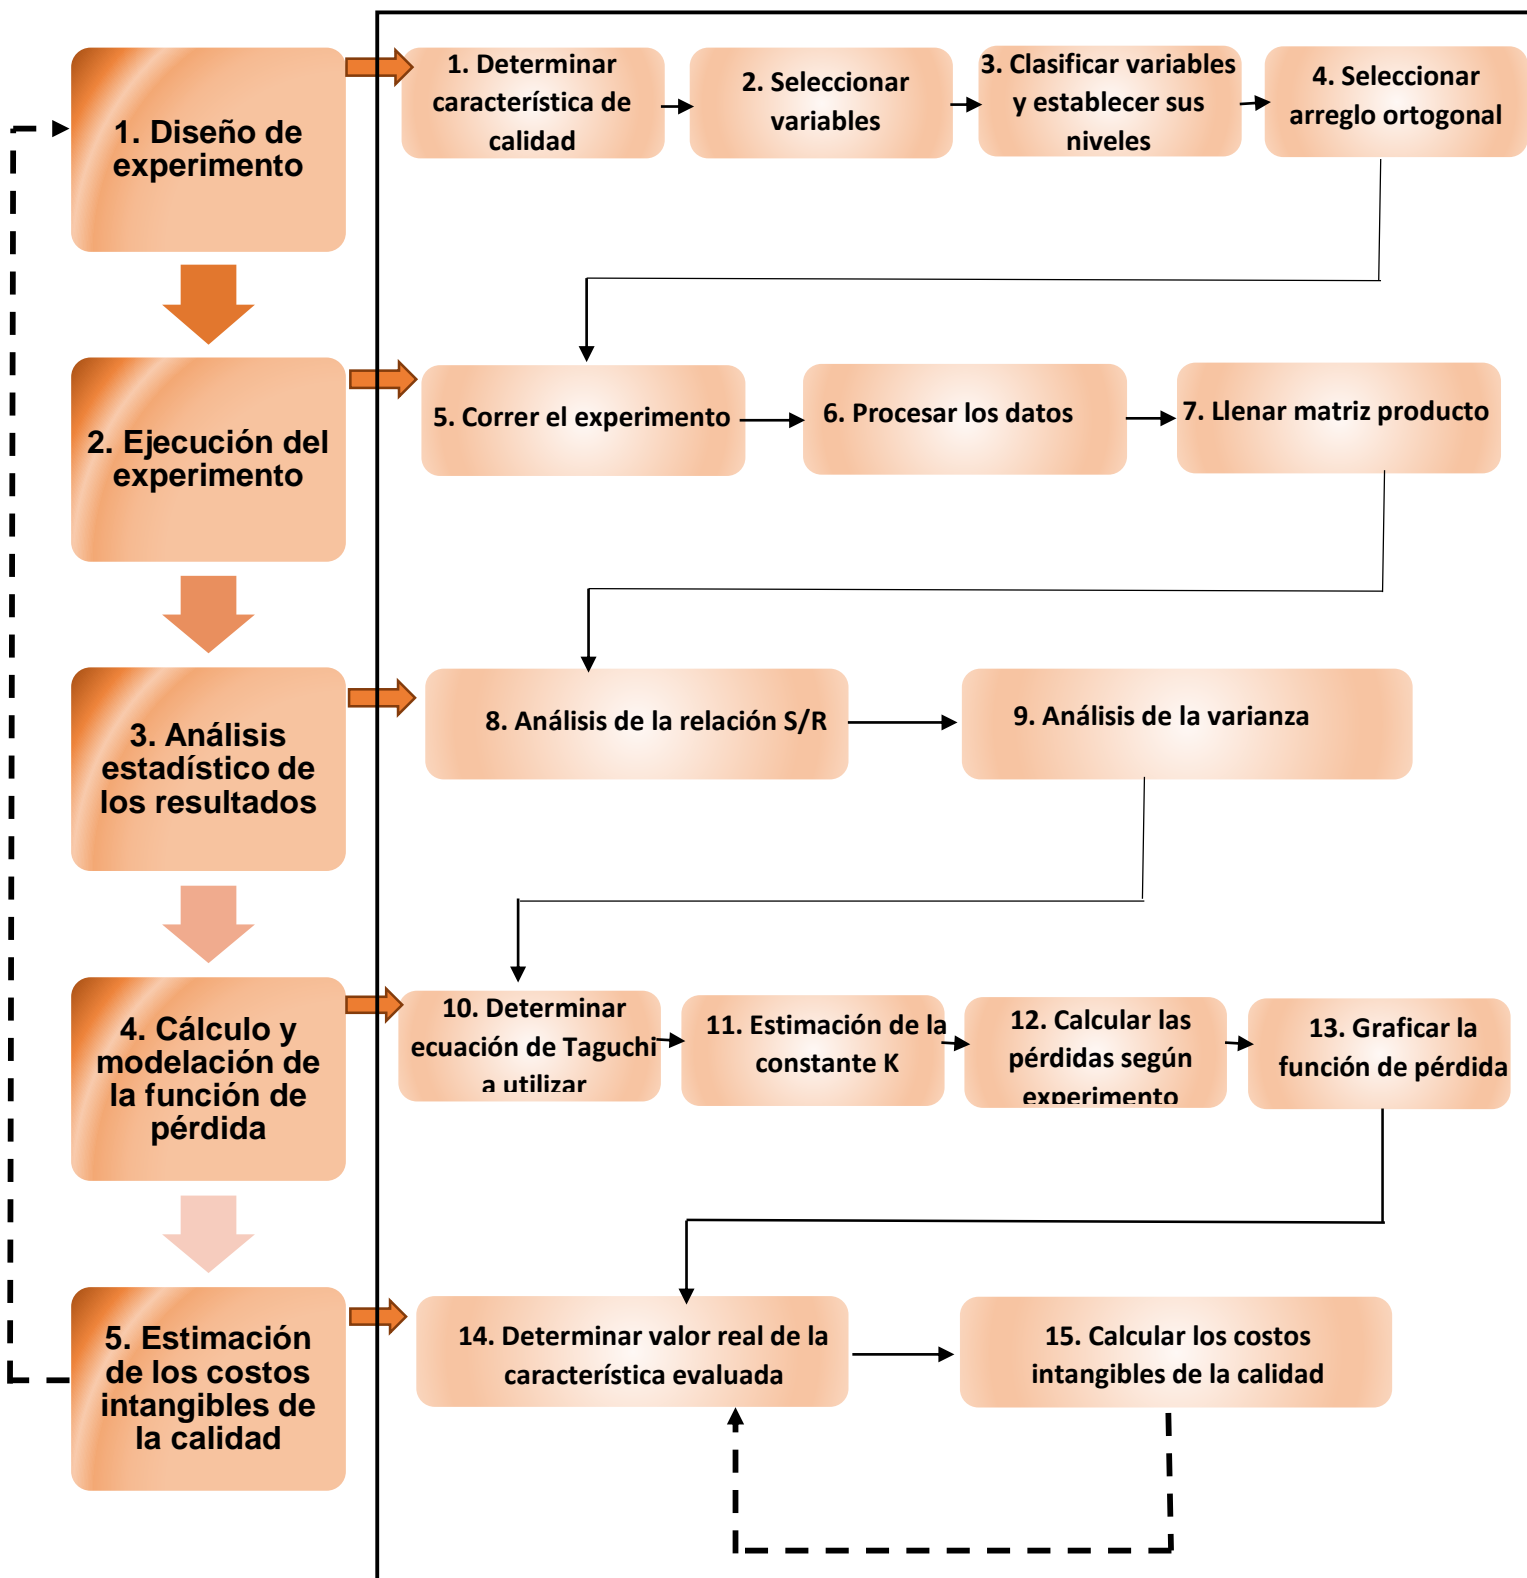 1. Diseño de
experimento
1. Determinar
característica de
calidad
2. Seleccionar
variables
3. Clasificar variables
y establecer sus
niveles
4. Seleccionar
arreglo ortogonal
2. Ejecución del
experimento
5. Correr el experimento
6. Procesar los datos
7. Llenar matriz producto
3. Análisis
estadístico de
los resultados
8. Análisis de la relación S/R
9. Análisis de la varianza
4. Cálculo y
modelación de
la función de
pérdida
10. Determinar
ecuación de Taguchi
a utilizar
11. Estimación de la
constante K
12. Calcular las
pérdidas según
experimento
13. Graficar la
función de pérdida
5. Estimación
de los costos
intangibles de
la calidad
14. Determinar valor real de la
característica evaluada
15. Calcular los costos
intangibles de la calidad